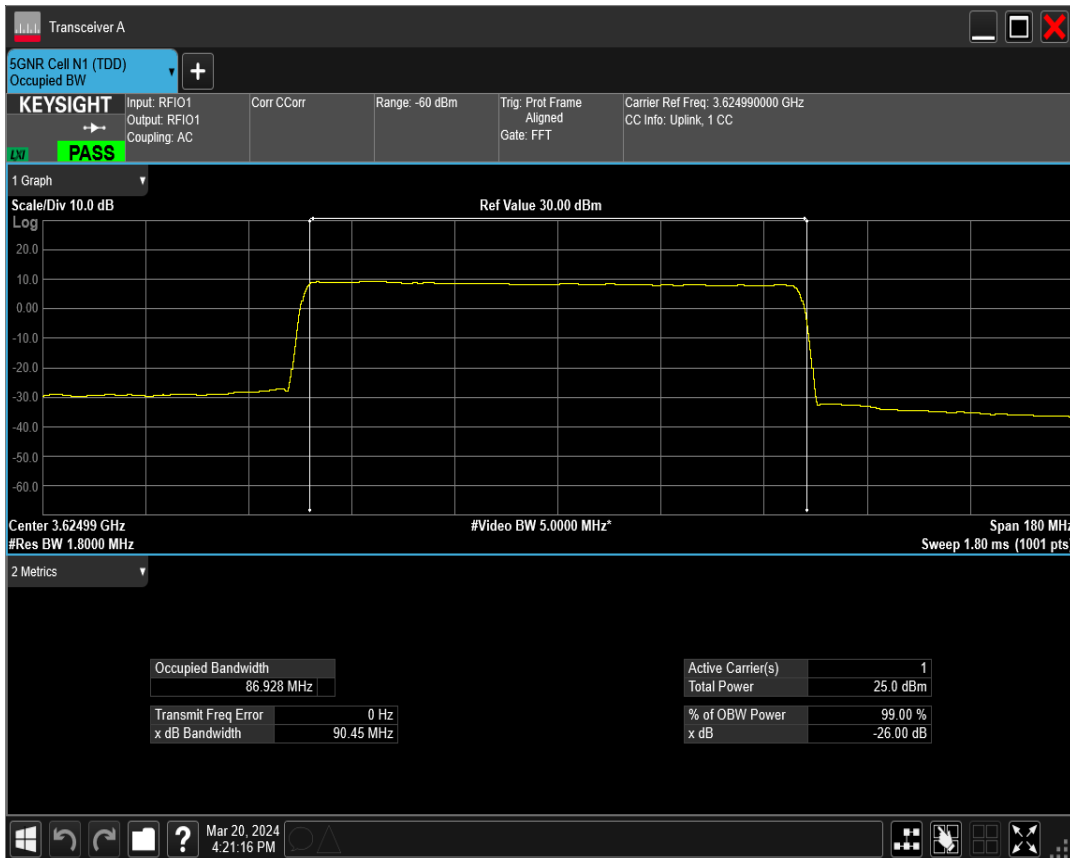 Transceiver A
5GNR Cell N1 (TDD)
Occupied BW
+
KEYSIGHT
LXI
PASS
Input: RFIO1
Output: RFIO1
Coupling: AC
Corr CCorr
Range: -60 dBm
Trig: Prot Frame
Aligned
Gate: FFT
Carrier Ref Freq: 3.624990000 GHz
CC Info: Uplink, 1 CC
1 Graph
Scale/Div 10.0 dB
Ref Value 30.00 dBm
Log
20.0
10.0
0.00
-10.0
-20.0
-30.0
-40.0
-50.0
-60.0
Center 3.62499 GHz
#Video BW 5.0000 MHz*
Span 180 MHz
#Res BW 1.8000 MHz
Sweep 1.80 ms (1001 pts)
2 Metrics
Occupied Bandwidth
86.928 MHz
Transmit Freq Error 0 Hz
x dB Bandwidth 90.45 MHz
Active Carrier(s) 1
Total Power 25.0 dBm
% of OBW Power 99.00 %
x dB -26.00 dB
?
Mar 20, 2024
4:21:16 PM